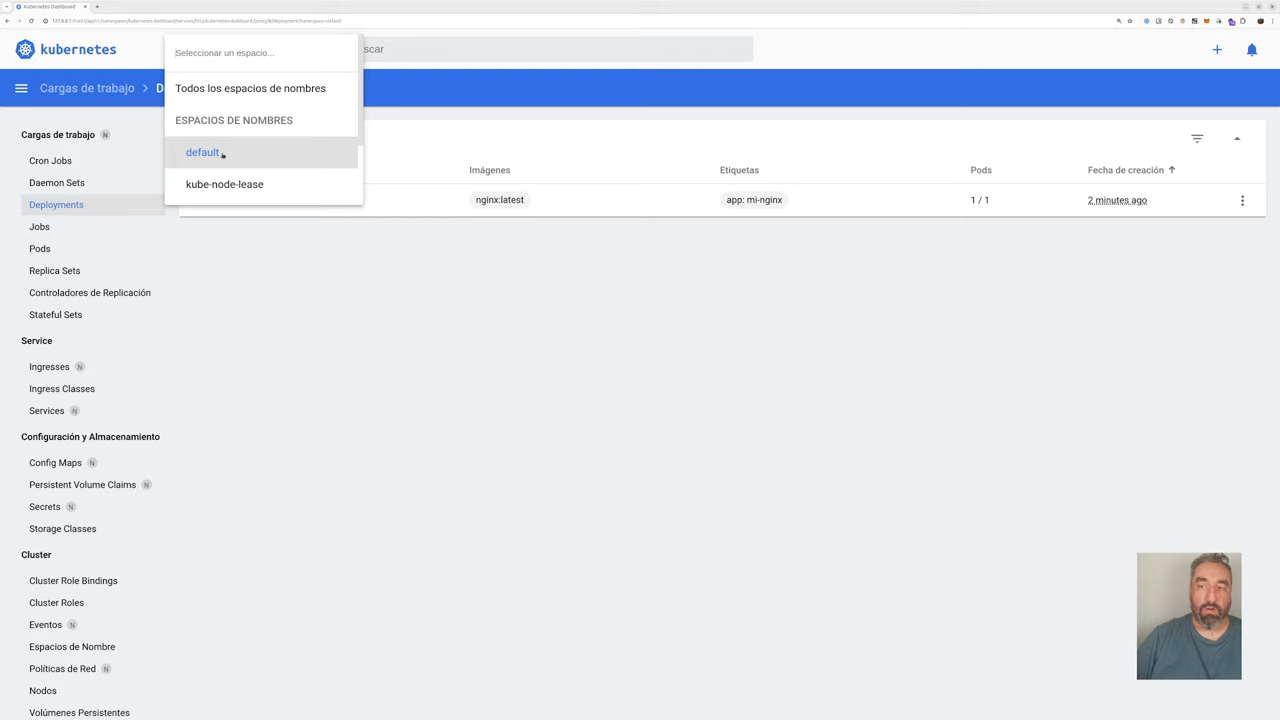 Kubernetes Dashboard
kubernetes
Seleccionar un espacio...
scar
Todos los espacios de nombres
Cargas de trabajo
ESPACIOS DE NOMBRES
default
kube-node-lease
Cargas de trabajo N
Cron Jobs
Daemon Sets
Deployments
Jobs
Pods
Replica Sets
Controladores de Replicación
Stateful Sets
Service
Ingresses N
Ingress Classes
Services N
Configuración y Almacenamiento
Config Maps N
Persistent Volume Claims N
Secrets N
Storage Classes
Cluster
Cluster Role Bindings
Cluster Roles
Eventos N
Espacios de Nombre
Políticas de Red N
Nodos
Volúmenes Persistentes
Imágenes Etiquetas Pods Fecha de creación
nginx:latest app: mi-nginx 1 / 1 2 minutes ago